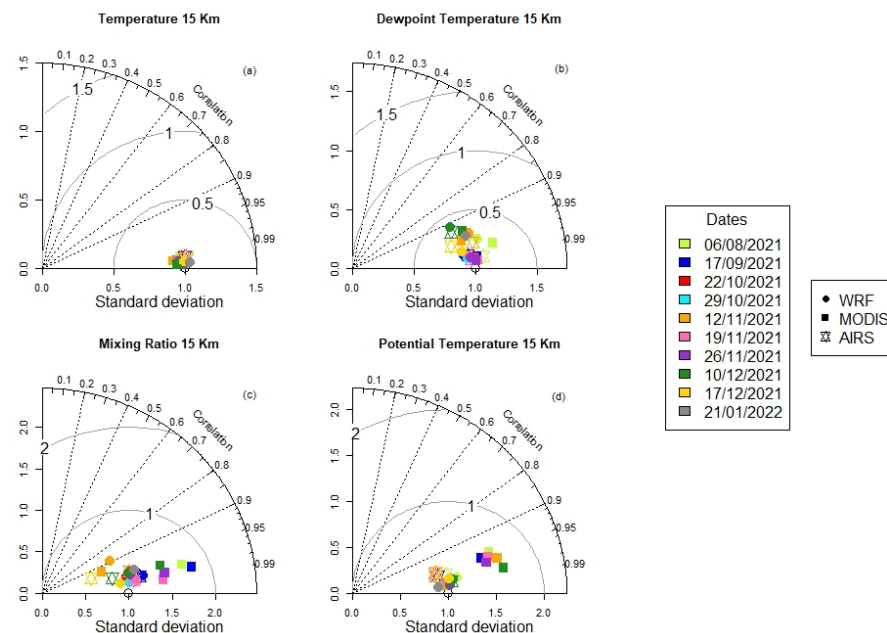 Temperature 15 Km
Dewpoint Temperature 15 Km
0.1 0.2 0.3 0.4 0.5 0.6 0.7 0.8 0.9 0.95 0.99
Correlation
(a)
1.5
1.0
0.5
0.0
1.5
1
0.5
0.0 0.5 1.0 1.5
Standard deviation
0.1 0.2 0.3 0.4 0.5 0.6 0.7 0.8 0.9 0.95 0.99
Correlation
(b)
1.5
1.0
0.5
0.0
1.5
1
0.5
0.0 0.5 1.0 1.5
Standard deviation
Mixing Ratio 15 Km
Potential Temperature 15 Km
0.1 0.2 0.3 0.4 0.5 0.6 0.7 0.8 0.9 0.95 0.99
Correlation
(c)
2.0
1.5
1.0
0.5
0.0
2
1
0.0 0.5 1.0 1.5 2.0
Standard deviation
0.1 0.2 0.3 0.4 0.5 0.6 0.7 0.8 0.9 0.95 0.99
Correlation
(d)
2.0
1.5
1.0
0.5
0.0
2
1
0.0 0.5 1.0 1.5 2.0
Standard deviation
Dates
06/08/2021
17/09/2021
22/10/2021
29/10/2021
12/11/2021
19/11/2021
26/11/2021
10/12/2021
17/12/2021
21/01/2022
WRF
MODIS
AIRS